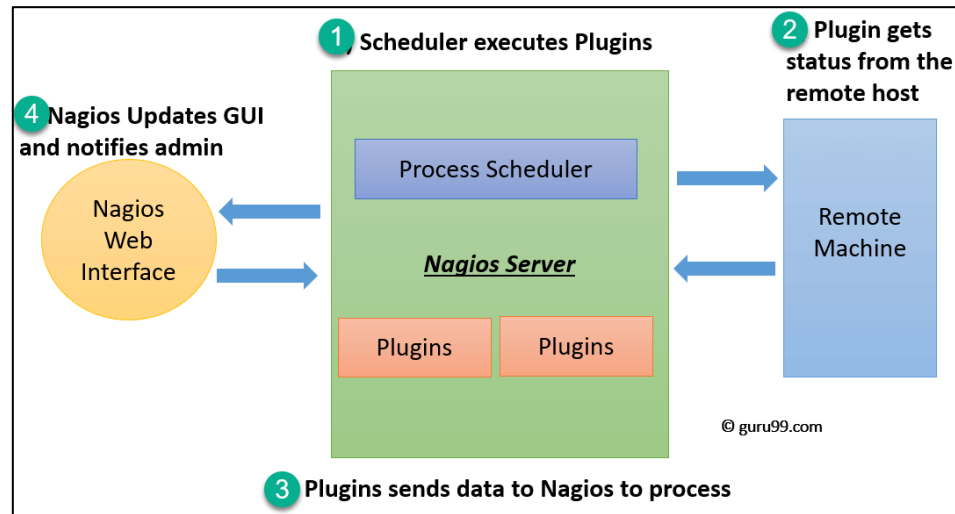 1 Scheduler executes Plugins
2 Plugin gets
status from the
remote host
4 Nagios Updates GUI
and notifies admin
Process Scheduler
Nagios
Web
Interface
Nagios Server
Remote
Machine
Plugins
Plugins
© guru99.com
3 Plugins sends data to Nagios to process